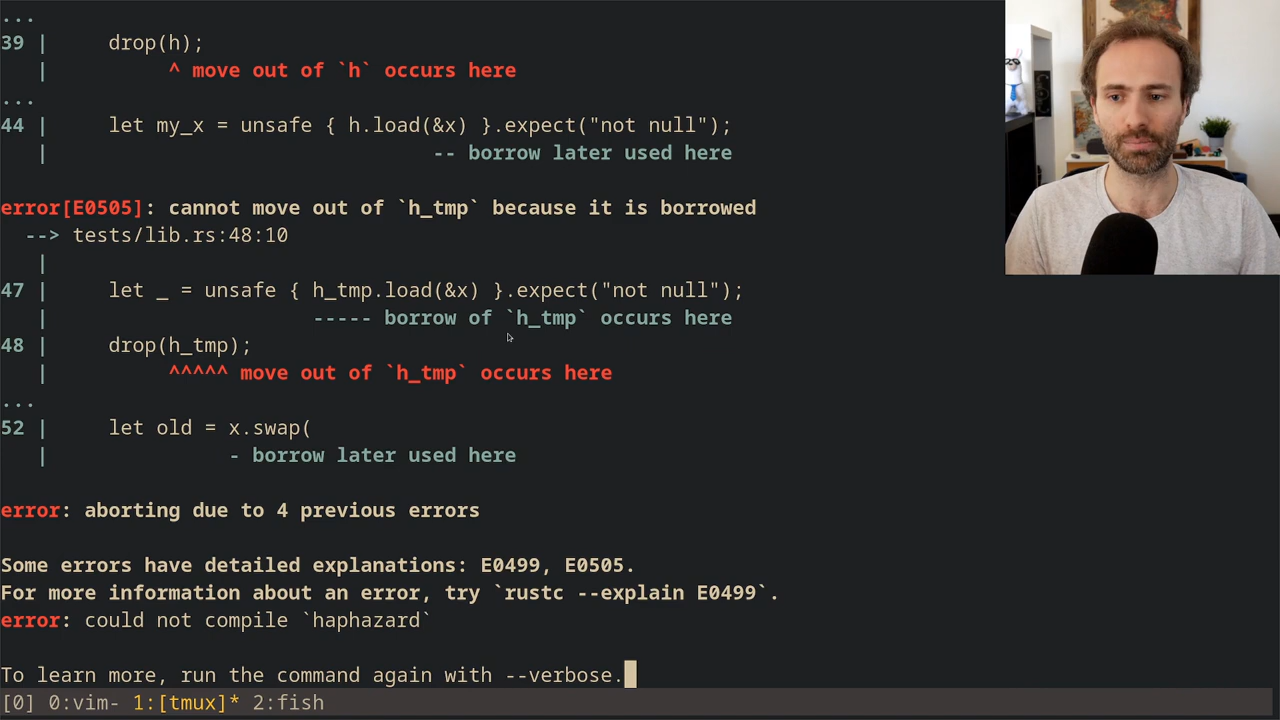 ...
39 |     drop(h);
   |          ^ move out of `h` occurs here
...
44 |     let my_x = unsafe { h.load(&x) }.expect("not null");
   |                                -- borrow later used here
error[E0505]: cannot move out of `h_tmp` because it is borrowed
  --> tests/lib.rs:48:10
   |
47 |     let _ = unsafe { h_tmp.load(&x) }.expect("not null");
   |                      ----- borrow of `h_tmp` occurs here
48 |     drop(h_tmp);
   |          ^^^^^ move out of `h_tmp` occurs here
...
52 |     let old = x.swap(
   |               - borrow later used here
error: aborting due to 4 previous errors
Some errors have detailed explanations: E0499, E0505.
For more information about an error, try `rustc --explain E0499`.
error: could not compile `haphazard`
To learn more, run the command again with --verbose.
[0] 0:vim- 1:[tmux]* 2:fish